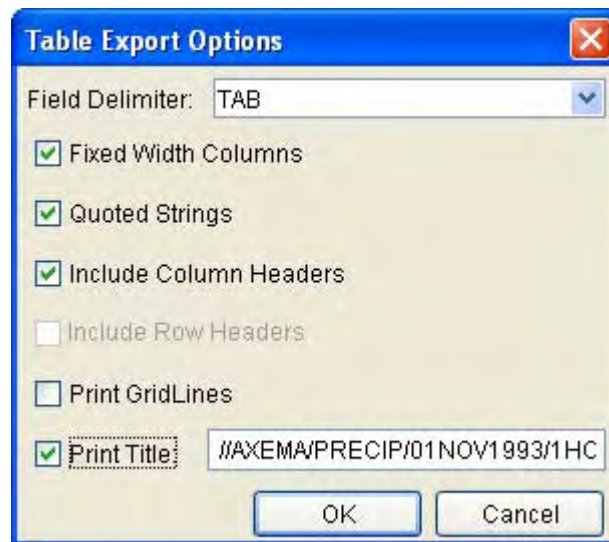 Table Export Options
Field Delimiter: TAB
Fixed Width Columns
Quoted Strings
Include Column Headers
Include Row Headers
Print GridLines
Print Title: //AXEMA/PRECIP/01NOV1993/1HO
OK Cancel